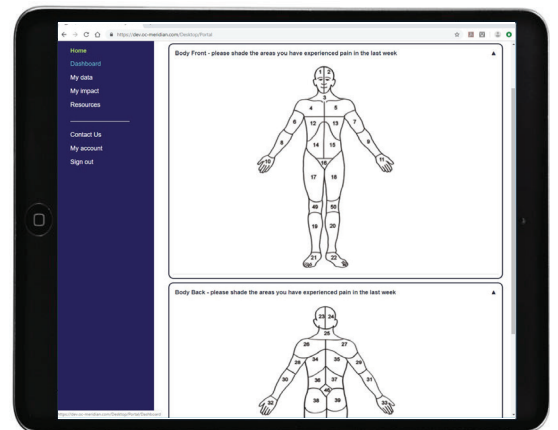 https://dev.oc-meridian.com/Desktop/Portal
Home
Dashboard
My data
My impact
Resources
Contact Us
My account
Sign out
Body Front - please shade the areas you have experienced pain in the last week
1 2
3
4 5
6 7
12 13
8 9
14 15
10 16 11
17 18
49 50
19 20
21 22
Body Back - please shade the areas you have experienced pain in the last week
23 24
25
26 27
28 34 35 29
30 36 37 31
32 38 39 33
https://dev.oc-meridian.com/Desktop/Portal/Dashboard